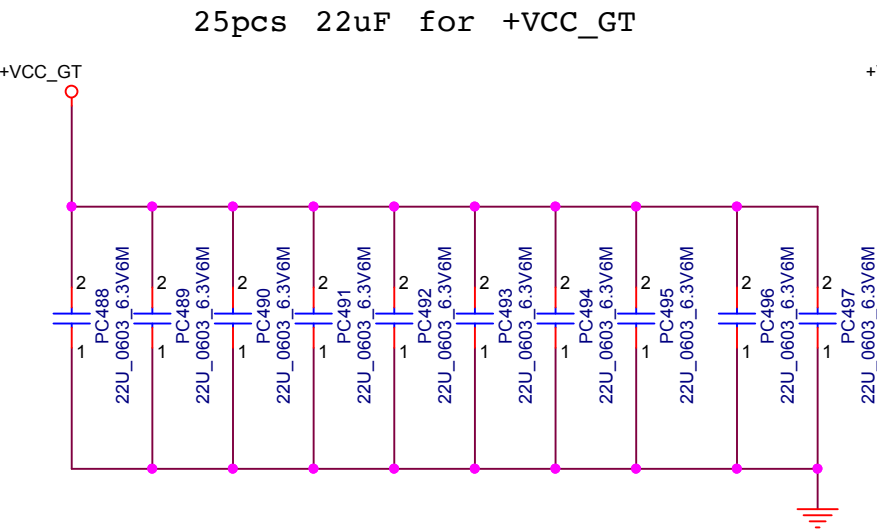 25pcs 22uF for +VCC_GT
+VCC_GT
2
PC488
22U_0603_6.3V6M
1
2
PC489
22U_0603_6.3V6M
1
2
PC490
22U_0603_6.3V6M
1
2
PC491
22U_0603_6.3V6M
1
2
PC492
22U_0603_6.3V6M
1
2
PC493
22U_0603_6.3V6M
1
2
PC494
22U_0603_6.3V6M
1
2
PC495
22U_0603_6.3V6M
1
2
PC496
22U_0603_6.3V6M
1
2
PC497
22U_0603_6.3V6M
1